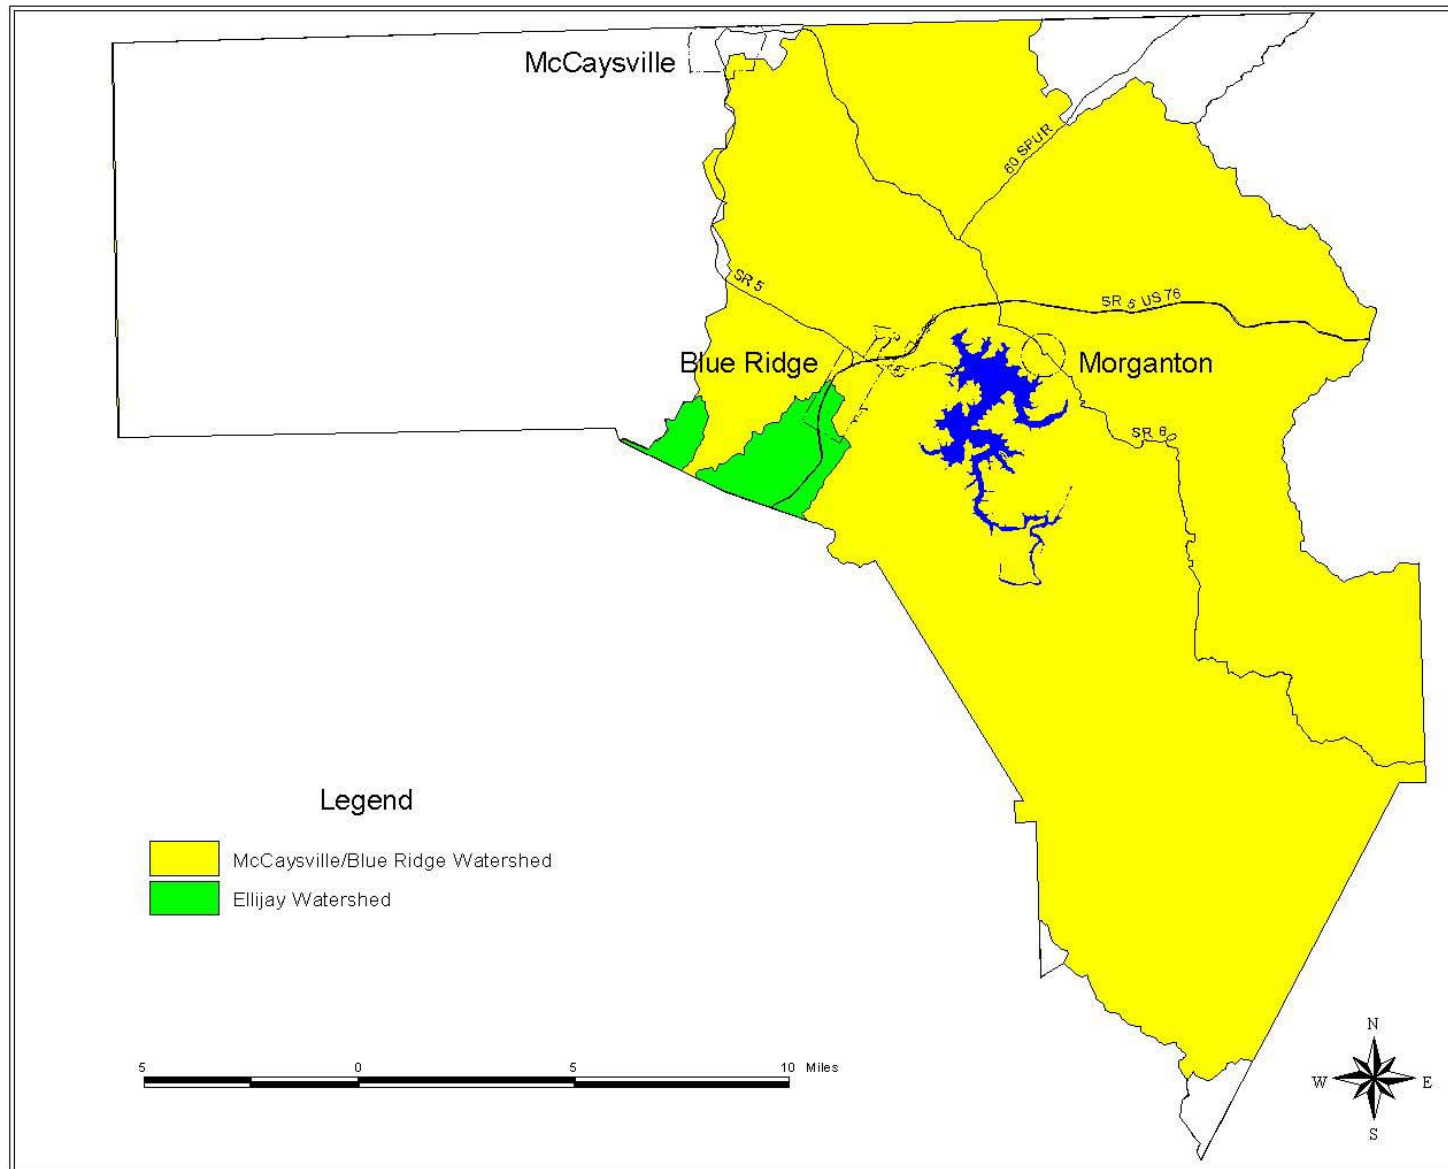 McCaysville
60 SPUR
SR 5
SR 5 US 76
Blue Ridge
Morganton
SR 60
Legend
McCaysville/Blue Ridge Watershed
Ellijay Watershed
5 0 5 10 Miles
N
W E
S